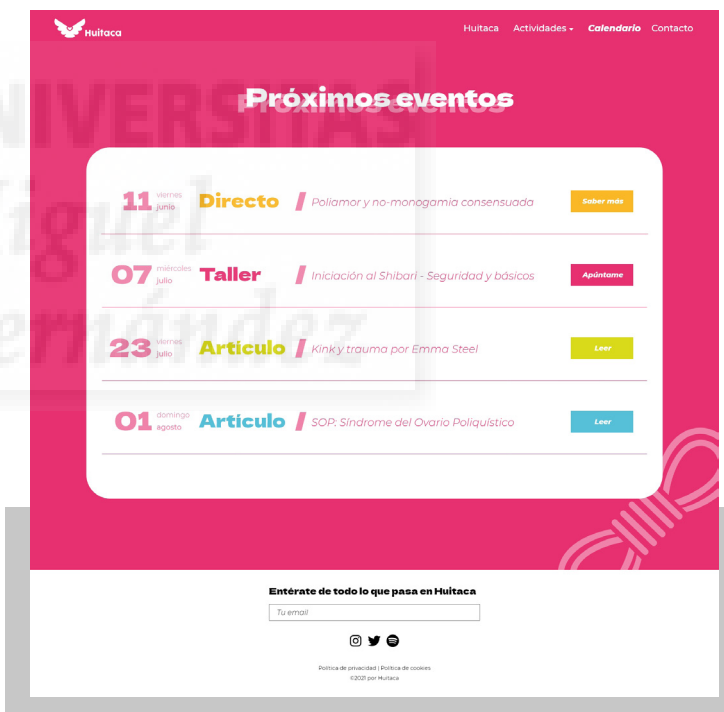 Huitaca
Huitaca Actividades Calendario Contacto
UNIVERSITAS
Miguel
Hernández
Próximos eventos
11 viernes junio Directo / Poliamor y no-monogamia consensuada Saber más
07 miércoles julio Taller / Iniciación al Shibari - Seguridad y básicos Apúntame
23 viernes julio Artículo / Kink y trauma por Emma Steel Leer
01 domingo agosto Artículo / SOP: Síndrome del Ovario Poliquístico Leer
Entérate de todo lo que pasa en Huitaca
Tu email
Política de privacidad | Política de cookies
©2021 por Huitaca